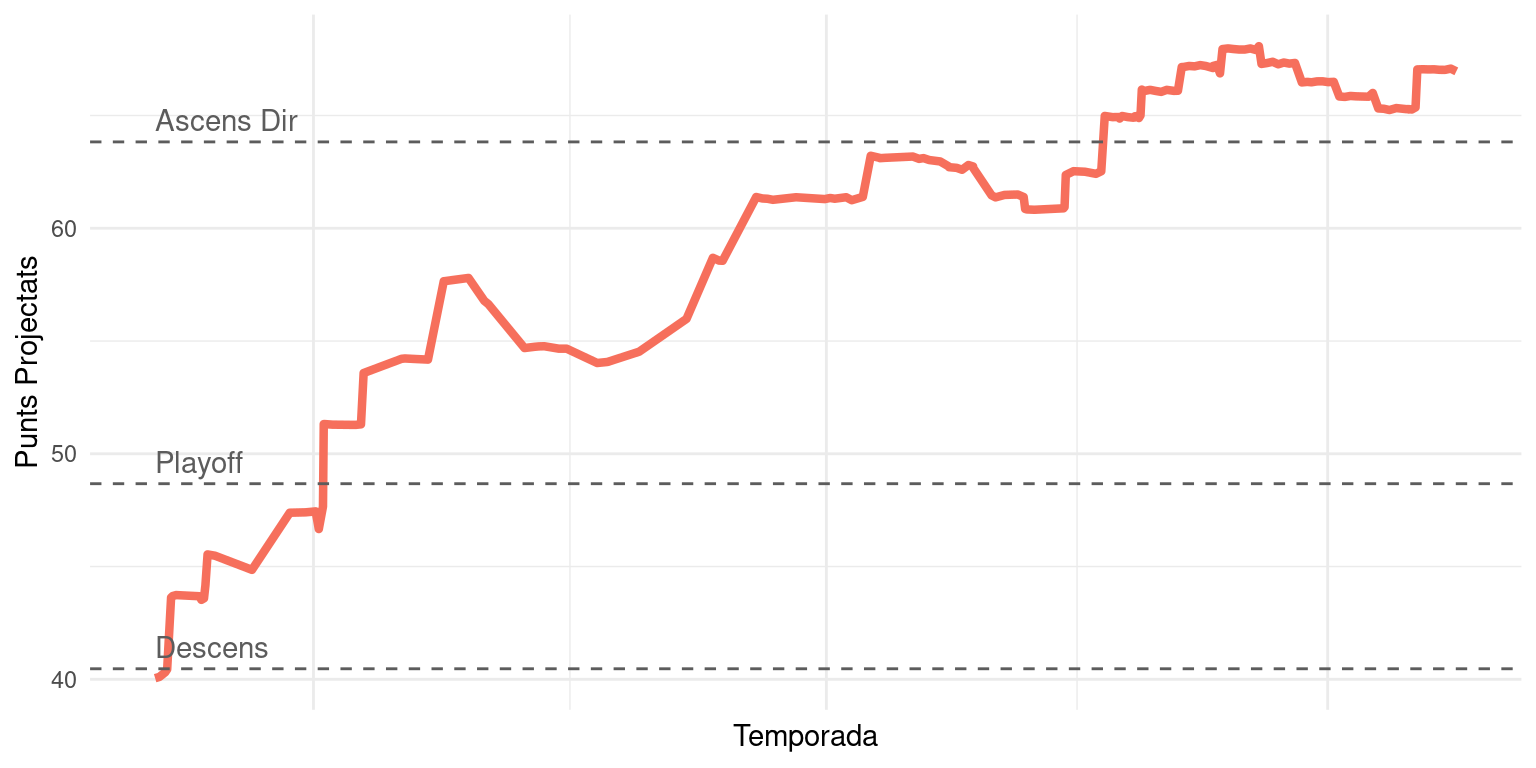 Ascens Dir
60
Punts Projectats
50
Playoff
Descens
40
Temporada